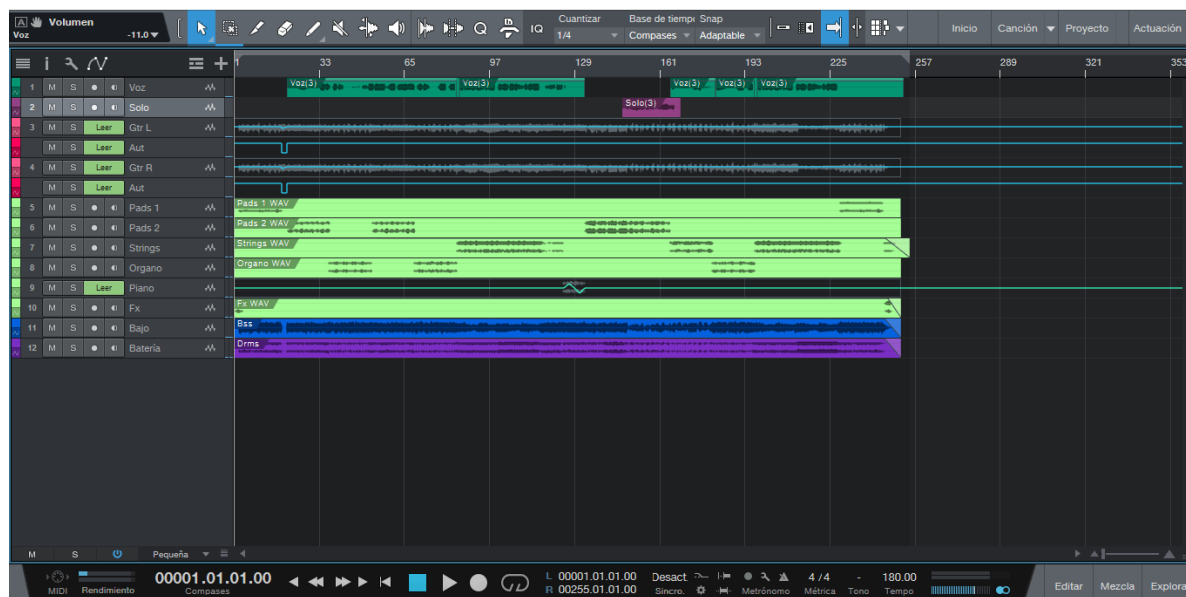 A Volumen
Voz -11.0
Cuantizar Base de tiempo Snap
1/4 Compases Adaptable
IQ
Inicio Canción Proyecto Actuación
1 33 65 97 129 161 193 225 257 289 321 353
1 M S Voz
Voz(3) Voz(3) Voz(3) Voz(3) Voz(3)
2 M S Solo
Solo(3)
3 M S Leer Gtr L
M S Leer Aut
4 M S Leer Gtr R
M S Leer Aut
5 M S Pads 1
Pads 1 WAV
6 M S Pads 2
Pads 2 WAV
7 M S Strings
Strings WAV
8 M S Organo
Organo WAV
9 M S Leer Piano
10 M S Fx
Fx WAV
11 M S Bajo
Bss
12 M S Batería
Drms
M S Pequeña
MIDI Rendimiento
00001.01.01.00
Compases
L 00001.01.01.00
R 00255.01.01.00
Desact
Sincro. Metrónomo
4 / 4 - 180.00
Métrica Tono Tempo
Editar Mezcla Explora